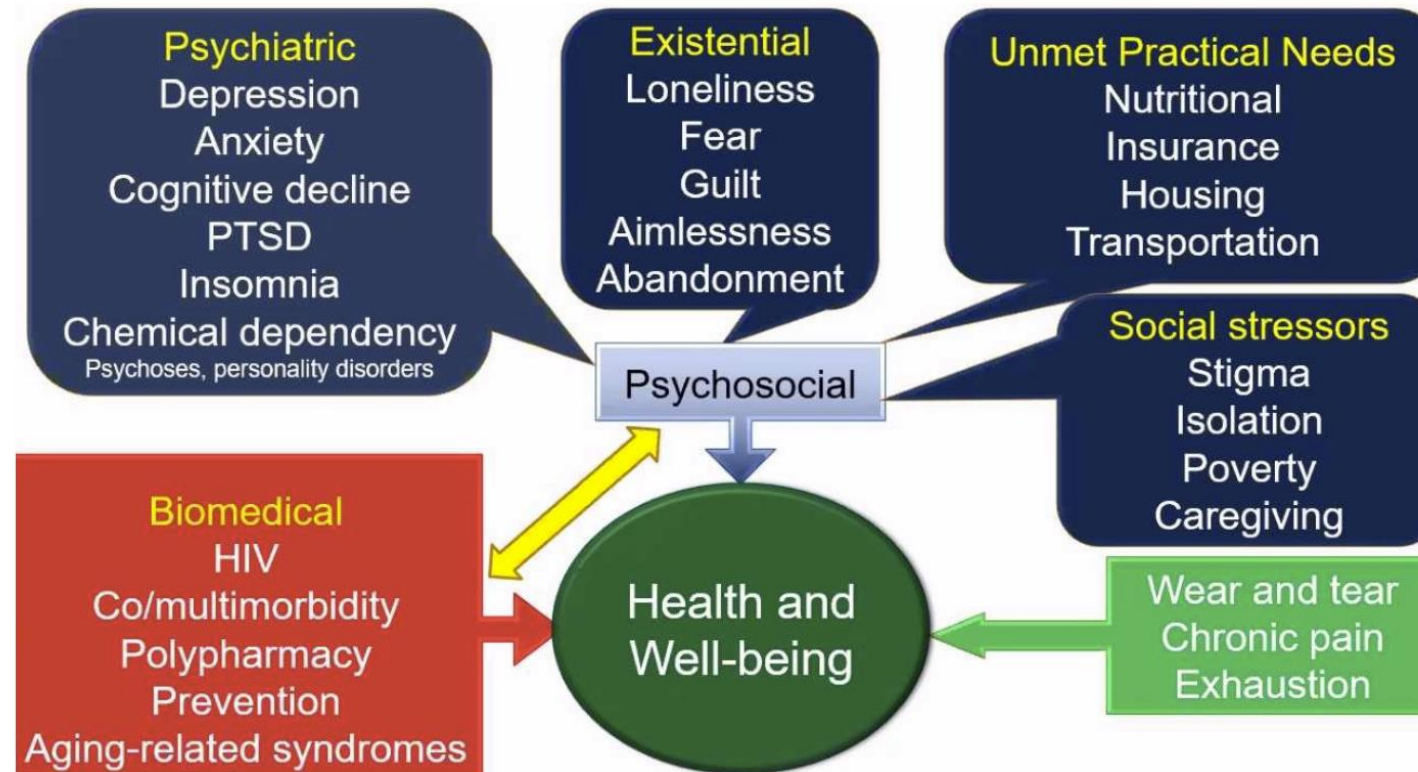 Psychiatric
Depression
Anxiety
Cognitive decline
PTSD
Insomnia
Chemical dependency
Psychoses, personality disorders
Existential
Loneliness
Fear
Guilt
Aimlessness
Abandonment
Unmet Practical Needs
Nutritional
Insurance
Housing
Transportation
Social stressors
Stigma
Isolation
Poverty
Caregiving
Psychosocial
Biomedical
HIV
Co/multimorbidity
Polypharmacy
Prevention
Aging-related syndromes
Health and
Well-being
Wear and tear
Chronic pain
Exhaustion